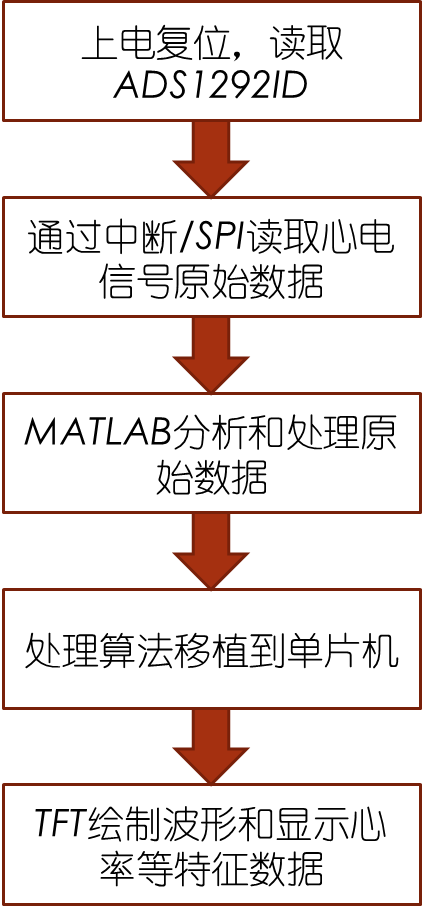 上电复位，读取
ADS1292ID
通过中断/SPI读取心电
信号原始数据
MATLAB分析和处理原
始数据
处理算法移植到单片机
TFT绘制波形和显示心
率等特征数据